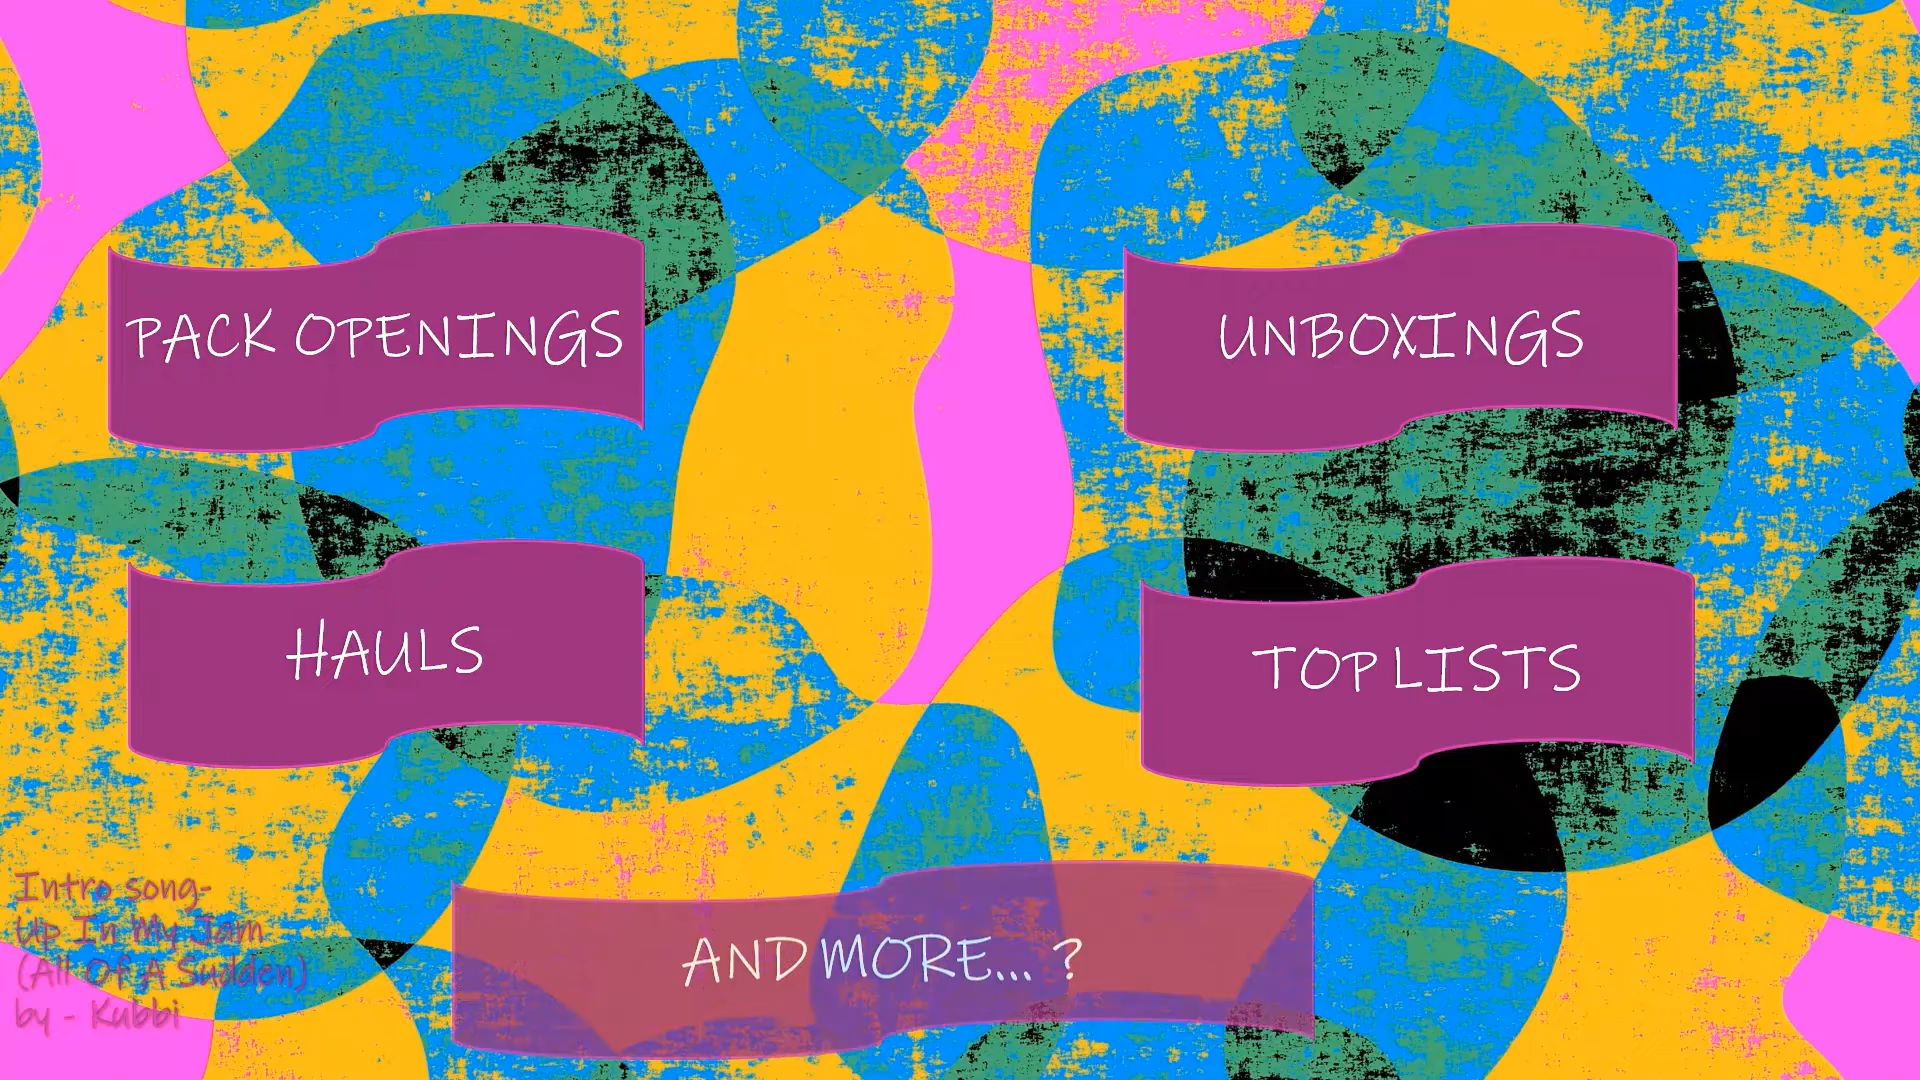 PACK OPENINGS
UNBOXINGS
HAULS
TOP LISTS
AND MORE... ?
Intro song-
Up In My Jam
(All Of A Sudden)
by - Kubbi